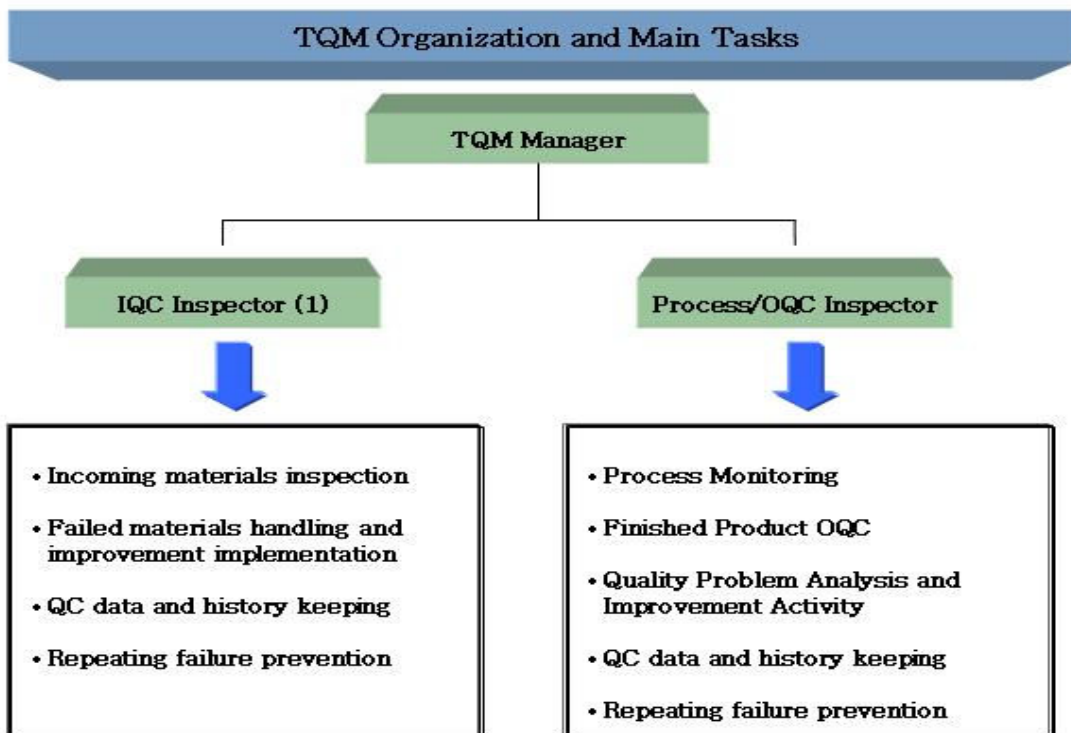 TQM Organization and Main Tasks
TQM Manager
IQC Inspector (1)
Process/OQC Inspector
• Incoming materials inspection
• Failed materials handling and
improvement implementation
• QC data and history keeping
• Repeating failure prevention
• Process Monitoring
• Finished Product OQC
• Quality Problem Analysis and
Improvement Activity
• QC data and history keeping
• Repeating failure prevention